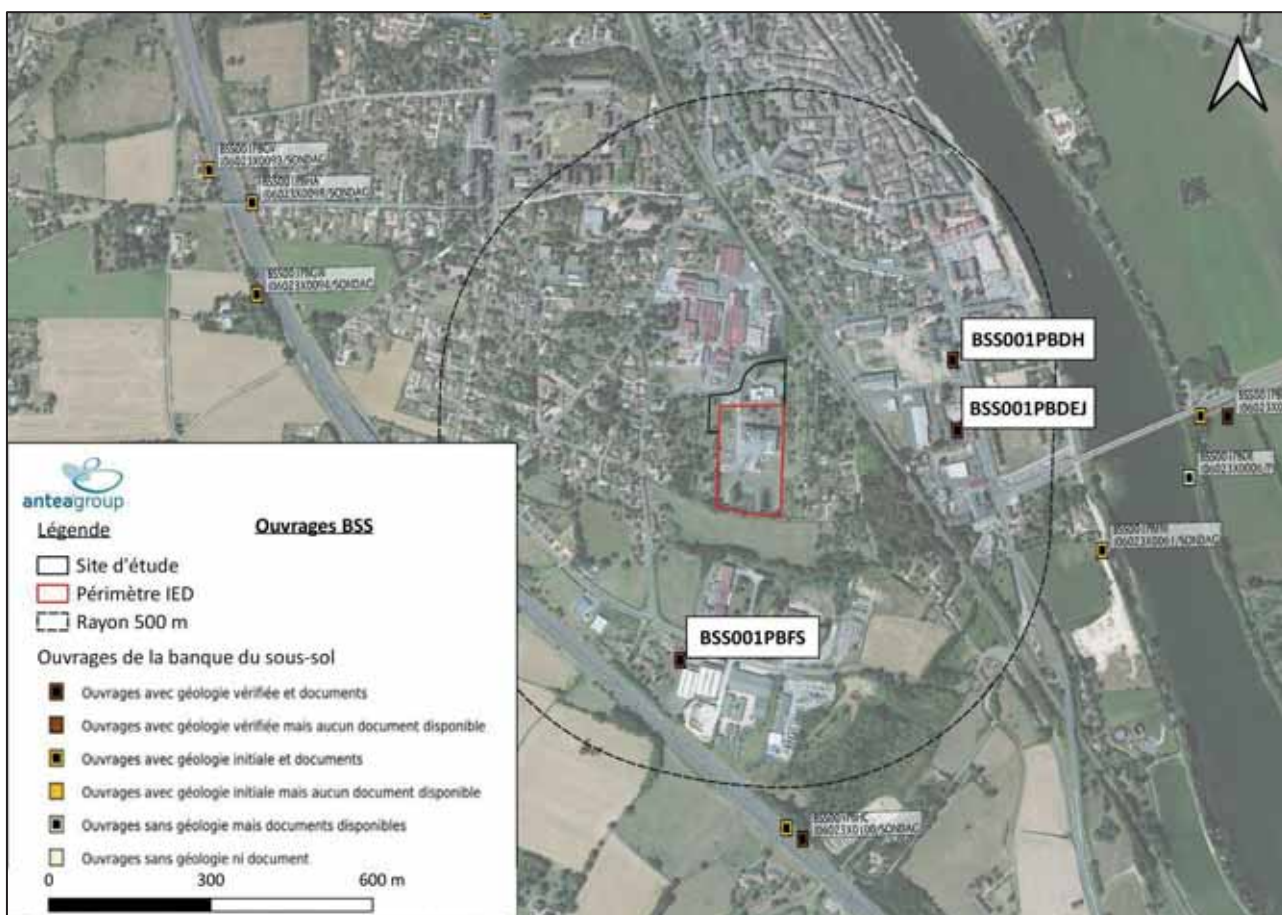 BSS001PBDH
BSS001PBDEJ
BSS001PBFS
anteagroup
Légende
Ouvrages BSS
Site d'étude
Périmètre IED
Rayon 500 m
Ouvrages de la banque du sous-sol
Ouvrages avec géologie vérifiée et documents
Ouvrages avec géologie vérifiée mais aucun document disponible
Ouvrages avec géologie initiale et documents
Ouvrages avec géologie initiale mais aucun document disponible
Ouvrages sans géologie mais documents disponibles
Ouvrages sans géologie ni document
0 300 600 m